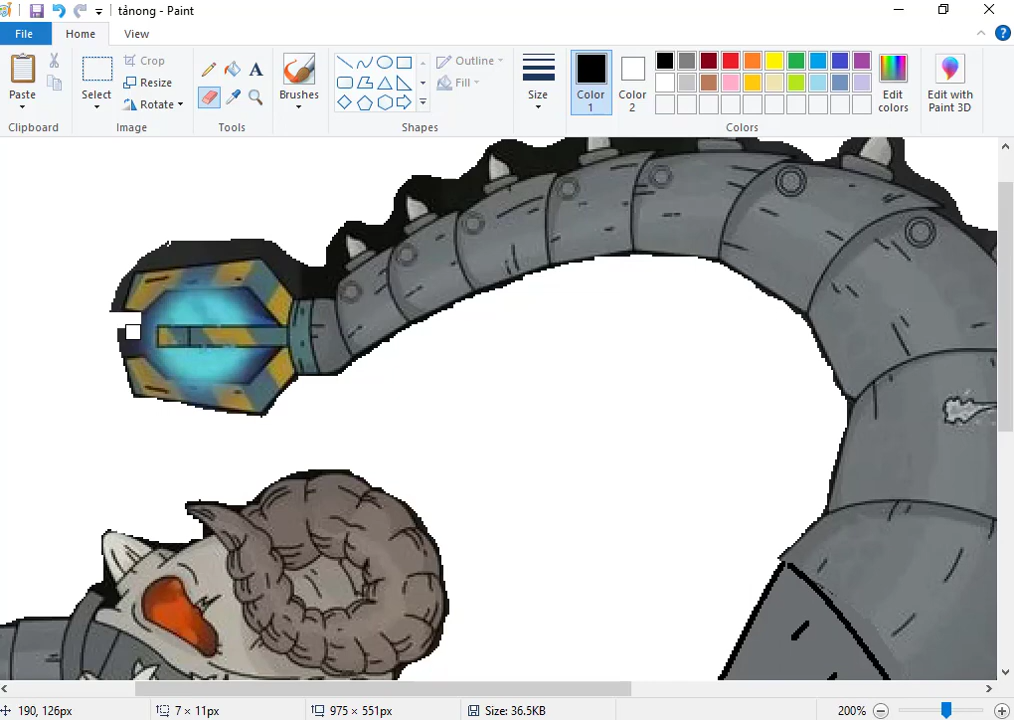 tảnong - Paint
File Home View
Paste
Select
Crop
Resize
Rotate
A
Brushes
Outline
Fill
Size
Color 1
Color 2
Edit colors
Edit with Paint 3D
Clipboard Image Tools Shapes Colors
190, 126px 7 × 11px 975 × 551px Size: 36.5KB 200%